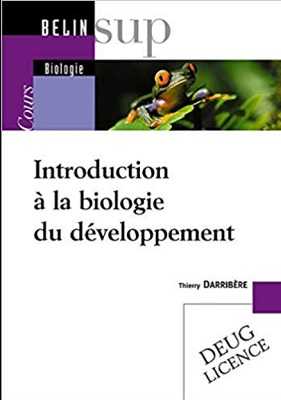 BELIN sup
Biologie
Cours
Introduction
à la biologie
du développement
Thierry DARRIBÈRE
DEUG
LICENCE